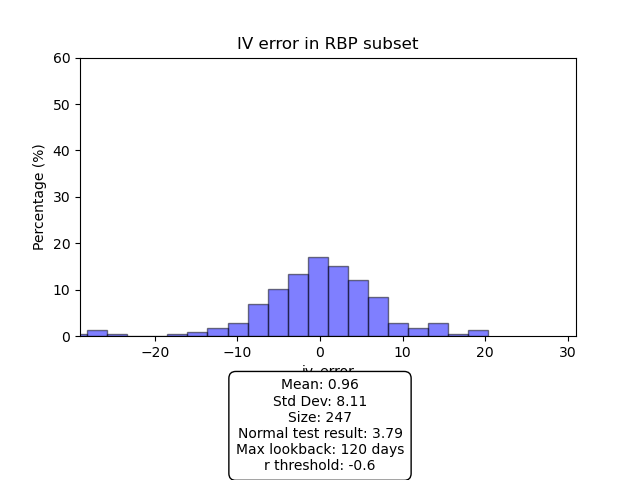 IV error in RBP subset
Percentage (%)
60
50
40
30
20
10
0
−20
−10
0
10
20
30
iv_error
Mean: 0.96
Std Dev: 8.11
Size: 247
Normal test result: 3.79
Max lookback: 120 days
r threshold: -0.6